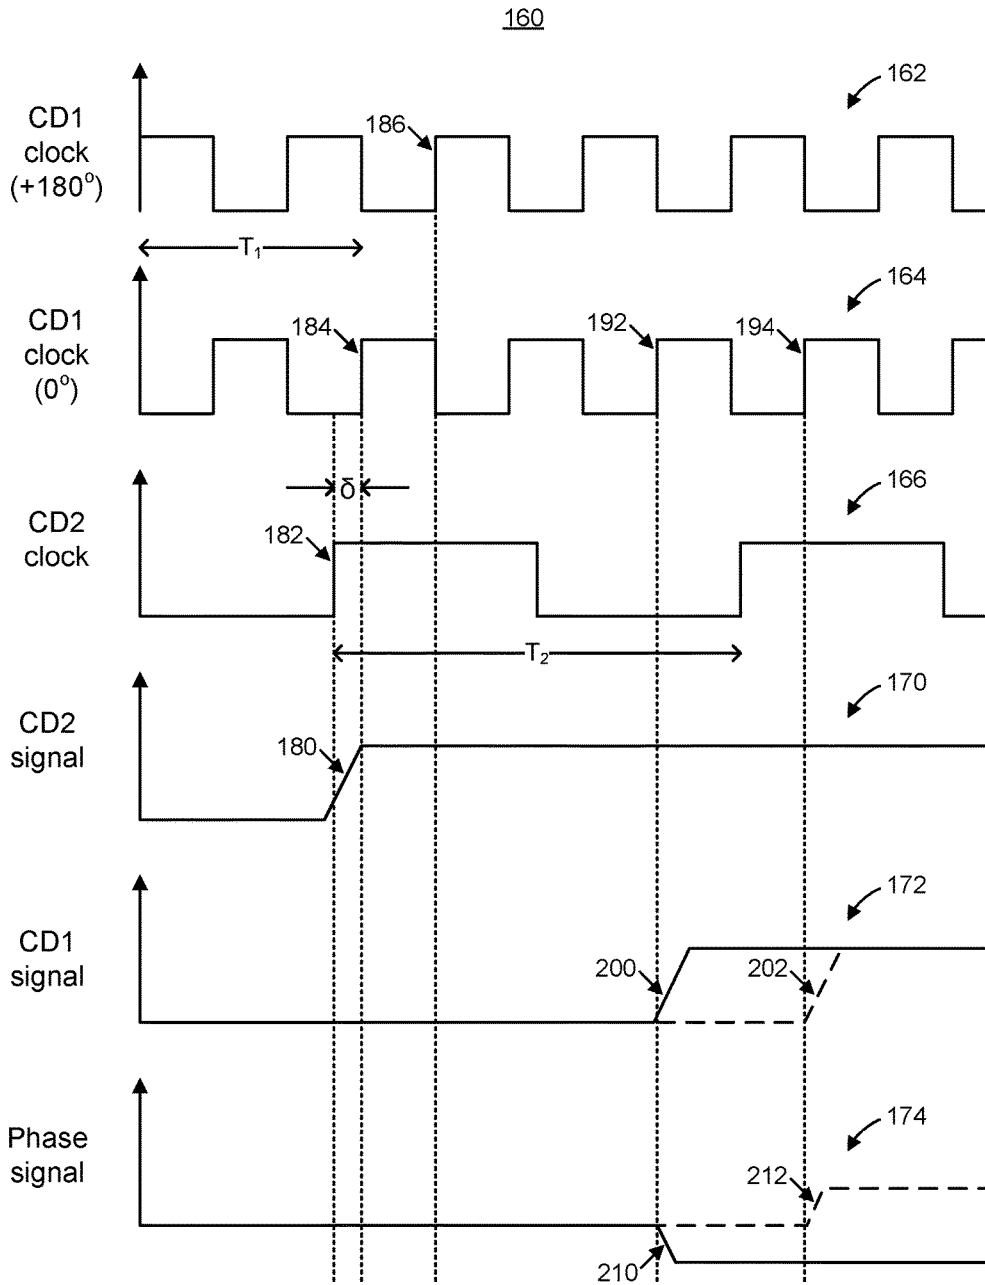 160
162
CD1
clock
(+180°)
186
T₁
164
CD1
clock
(0°)
184
192
194
δ
166
CD2
clock
182
T₂
170
CD2
signal
180
172
CD1
signal
200
202
174
Phase
signal
212
210